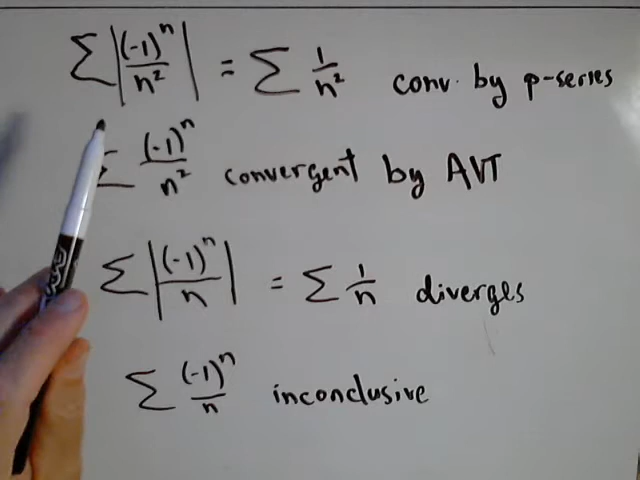 ∑ |(-1)^n / n^2| = ∑ 1/n^2 conv. by p-series
∑ (-1)^n / n^2 convergent by AVT
∑ |(-1)^n / n| = ∑ 1/n diverges
∑ (-1)^n / n inconclusive